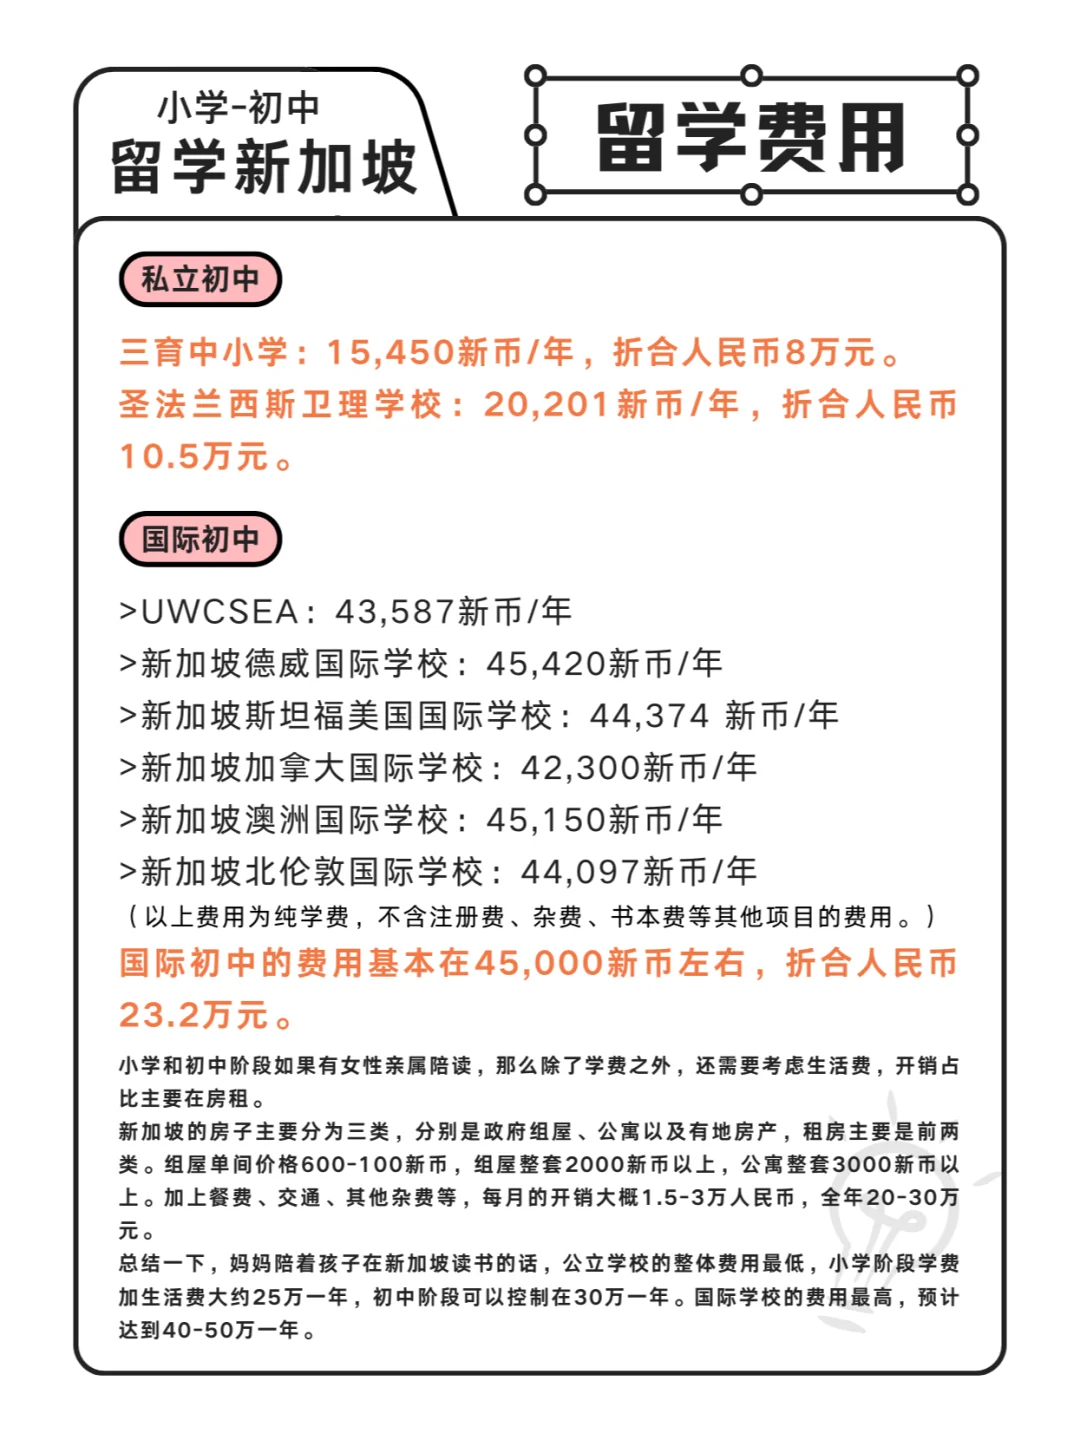 小学-初中
留学新加坡
留学费用
私立初中
三育中小学：15,450新币/年，折合人民币8万元。
圣法兰西斯卫理学校：20,201新币/年，折合人民币
10.5万元。
国际初中
>UWCSEA：43,587新币/年
>新加坡德威国际学校：45,420新币/年
>新加坡斯坦福美国国际学校：44,374 新币/年
>新加坡加拿大国际学校：42,300新币/年
>新加坡澳洲国际学校：45,150新币/年
>新加坡北伦敦国际学校：44,097新币/年
（以上费用为纯学费，不含注册费、杂费、书本费等其他项目的费用。）
国际初中的费用基本在45,000新币左右，折合人民币
23.2万元。
小学和初中阶段如果有女性亲属陪读，那么除了学费之外，还需要考虑生活费，开销占
比主要在房租。
新加坡的房子主要分为三类，分别是政府组屋、公寓以及有地房产，租房主要是前两
类。组屋单间价格600-100新币，组屋整套2000新币以上，公寓整套3000新币以
上。加上餐费、交通、其他杂费等，每月的开销大概1.5-3万人民币，全年20-30万
元。
总结一下，妈妈陪着孩子在新加坡读书的话，公立学校的整体费用最低，小学阶段学费
加生活费大约25万一年，初中阶段可以控制在30万一年。国际学校的费用最高，预计
达到40-50万一年。